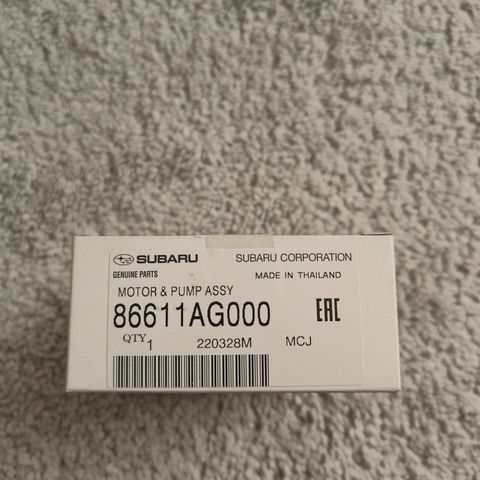 SUBARU SUBARU CORPORATION
GENUINE PARTS MADE IN THAILAND
MOTOR & PUMP ASSY
86611AG000 EAC
QTY 1 220328M MCJ